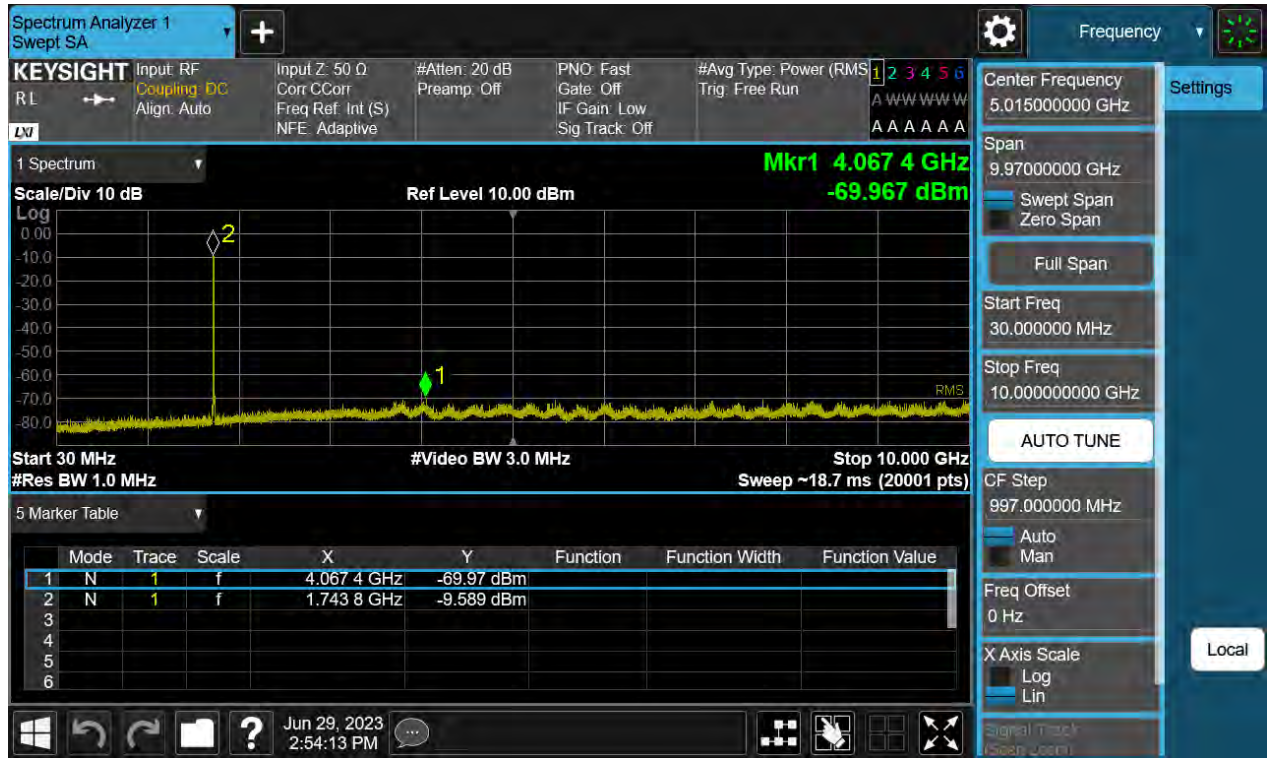 Spectrum Analyzer 1
Swept SA
Frequency
KEYSIGHT
RL
LXI
Input: RF
Coupling: DC
Align: Auto
Input Z: 50 Ω
Corr CCorr
Freq Ref: Int (S)
NFE: Adaptive
#Atten: 20 dB
Preamp: Off
PNO: Fast
Gate: Off
IF Gain: Low
Sig Track: Off
#Avg Type: Power (RMS
Trig: Free Run
1 2 3 4 5 6
A W W W W W
A A A A A A
1 Spectrum
Scale/Div 10 dB
Ref Level 10.00 dBm
Mkr1 4.067 4 GHz
-69.967 dBm
Log
0.00
-10.0
-20.0
-30.0
-40.0
-50.0
-60.0
-70.0
-80.0
2
1
RMS
Start 30 MHz
#Video BW 3.0 MHz
Stop 10.000 GHz
#Res BW 1.0 MHz
Sweep ~18.7 ms (20001 pts)
5 Marker Table
Mode Trace Scale X Y Function Function Width Function Value
1 N 1 f 4.067 4 GHz -69.97 dBm
2 N 1 f 1.743 8 GHz -9.589 dBm
3
4
5
6
Jun 29, 2023
2:54:13 PM
Center Frequency
5.015000000 GHz
Settings
Span
9.97000000 GHz
Swept Span
Zero Span
Full Span
Start Freq
30.000000 MHz
Stop Freq
10.000000000 GHz
AUTO TUNE
CF Step
997.000000 MHz
Auto
Man
Freq Offset
0 Hz
X Axis Scale
Log
Lin
Local
Signal Track
(Span Zoom)